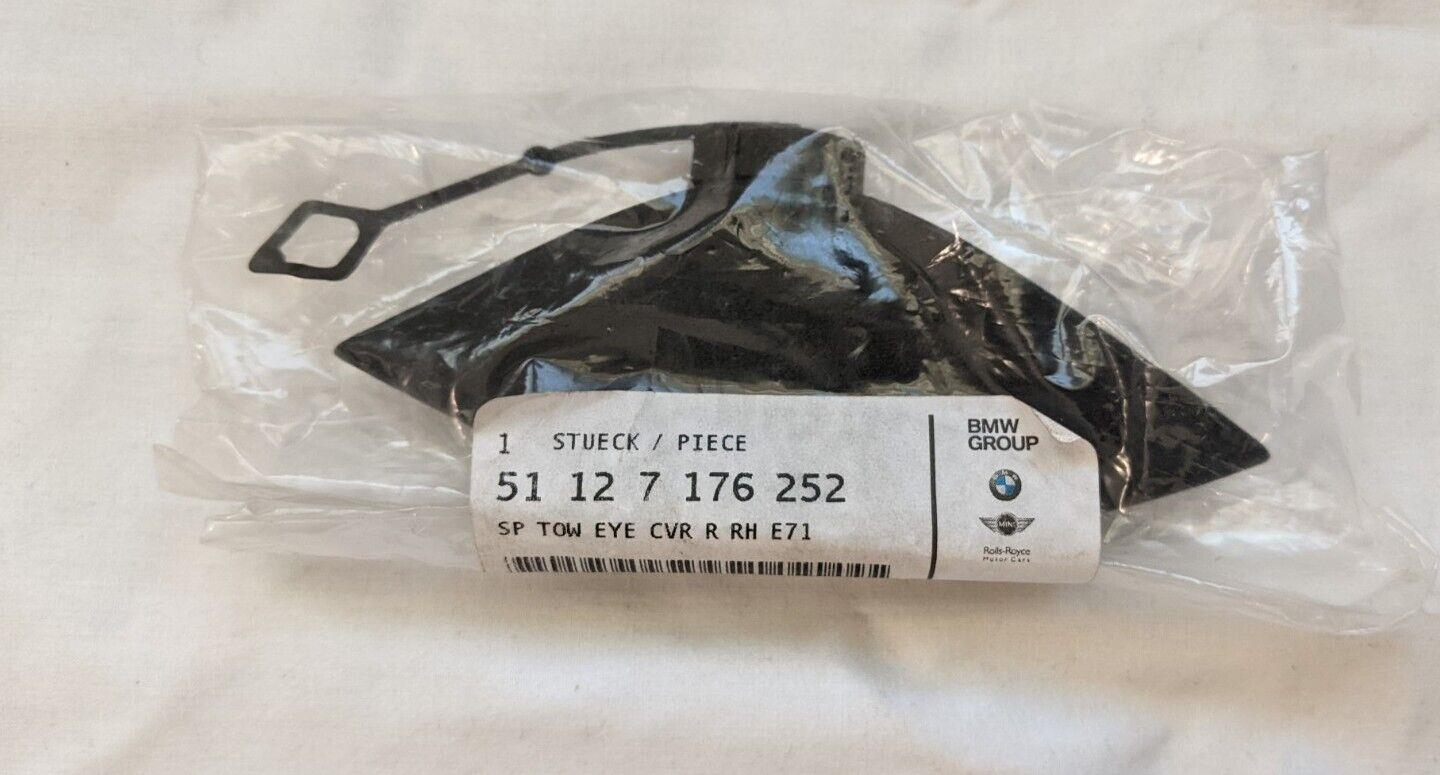 1 STUECK / PIECE
51 12 7 176 252
SP TOW EYE CVR R RH E71
BMW
GROUP
MINI
Rolls-Royce
Motor Cars